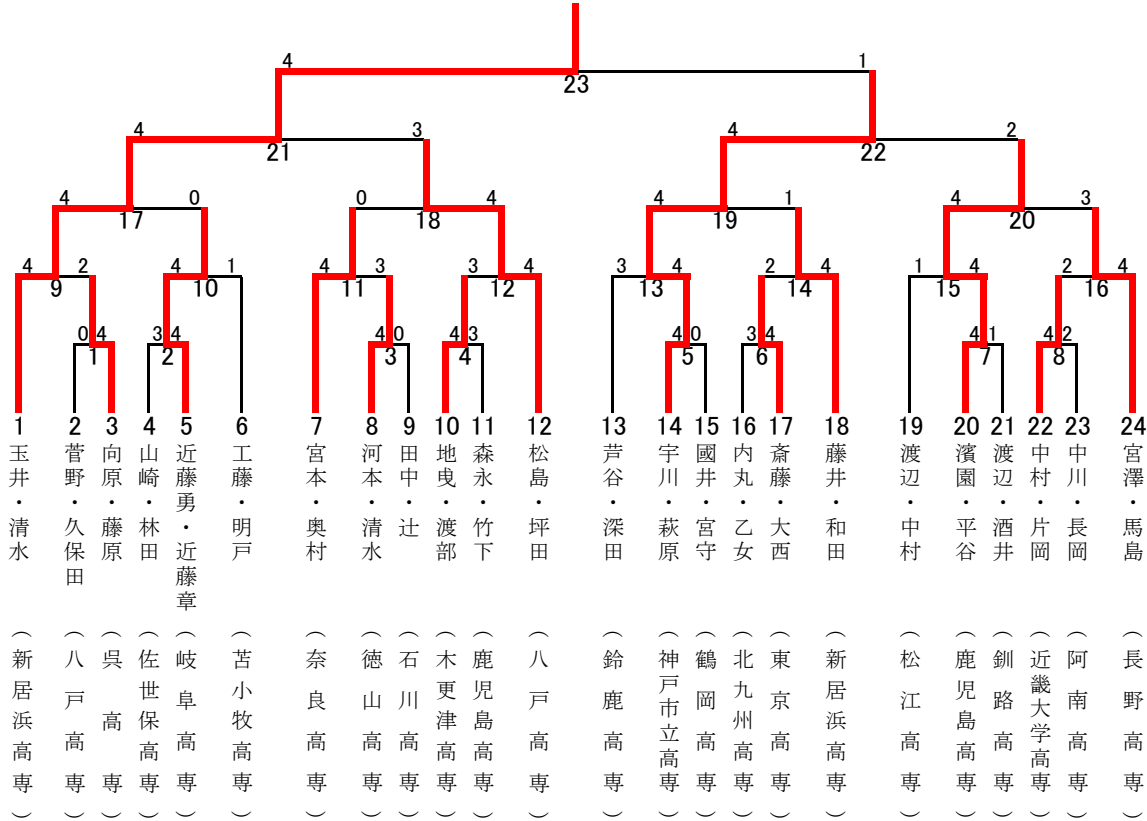 4 1
23
4 3 4 2
21 22
4 0 0 4 4 1 4 3
17 18 19 20
4 2 4 1 4 3 3 4 3 4 2 4 1 4 2 4
9 10 11 12 13 14 15 16
0 4 3 4 4 0 4 3 4 0 3 4 4 1 4 2
1 2 3 4 5 6 7 8
1 2 3 4 5 6 7 8 9 10 11 12 13 14 15 16 17 18 19 20 21 22 23 24
玉井・清水
菅野・久保田
向原・藤原
山崎・林田
近藤勇・近藤章
工藤・明戸
宮本・奥村
河本・清水
田中・辻
地曵・渡部
森永・竹下
松島・坪田
芦谷・深田
宇川・萩原
國井・宮守
内丸・乙女
斎藤・大西
藤井・和田
渡辺・中村
濱園・平谷
渡辺・酒井
中村・片岡
中川・長岡
宮澤・馬島
（新居浜高専）
（八戸高専）
（呉高専）
（佐世保高専）
（岐阜高専）
（苫小牧高専）
（奈良高専）
（徳山高専）
（石川高専）
（木更津高専）
（鹿児島高専）
（八戸高専）
（鈴鹿高専）
（神戸市立高専）
（鶴岡高専）
（北九州高専）
（東京高専）
（新居浜高専）
（松江高専）
（鹿児島高専）
（釧路高専）
（近畿大学高専）
（阿南高専）
（長野高専）